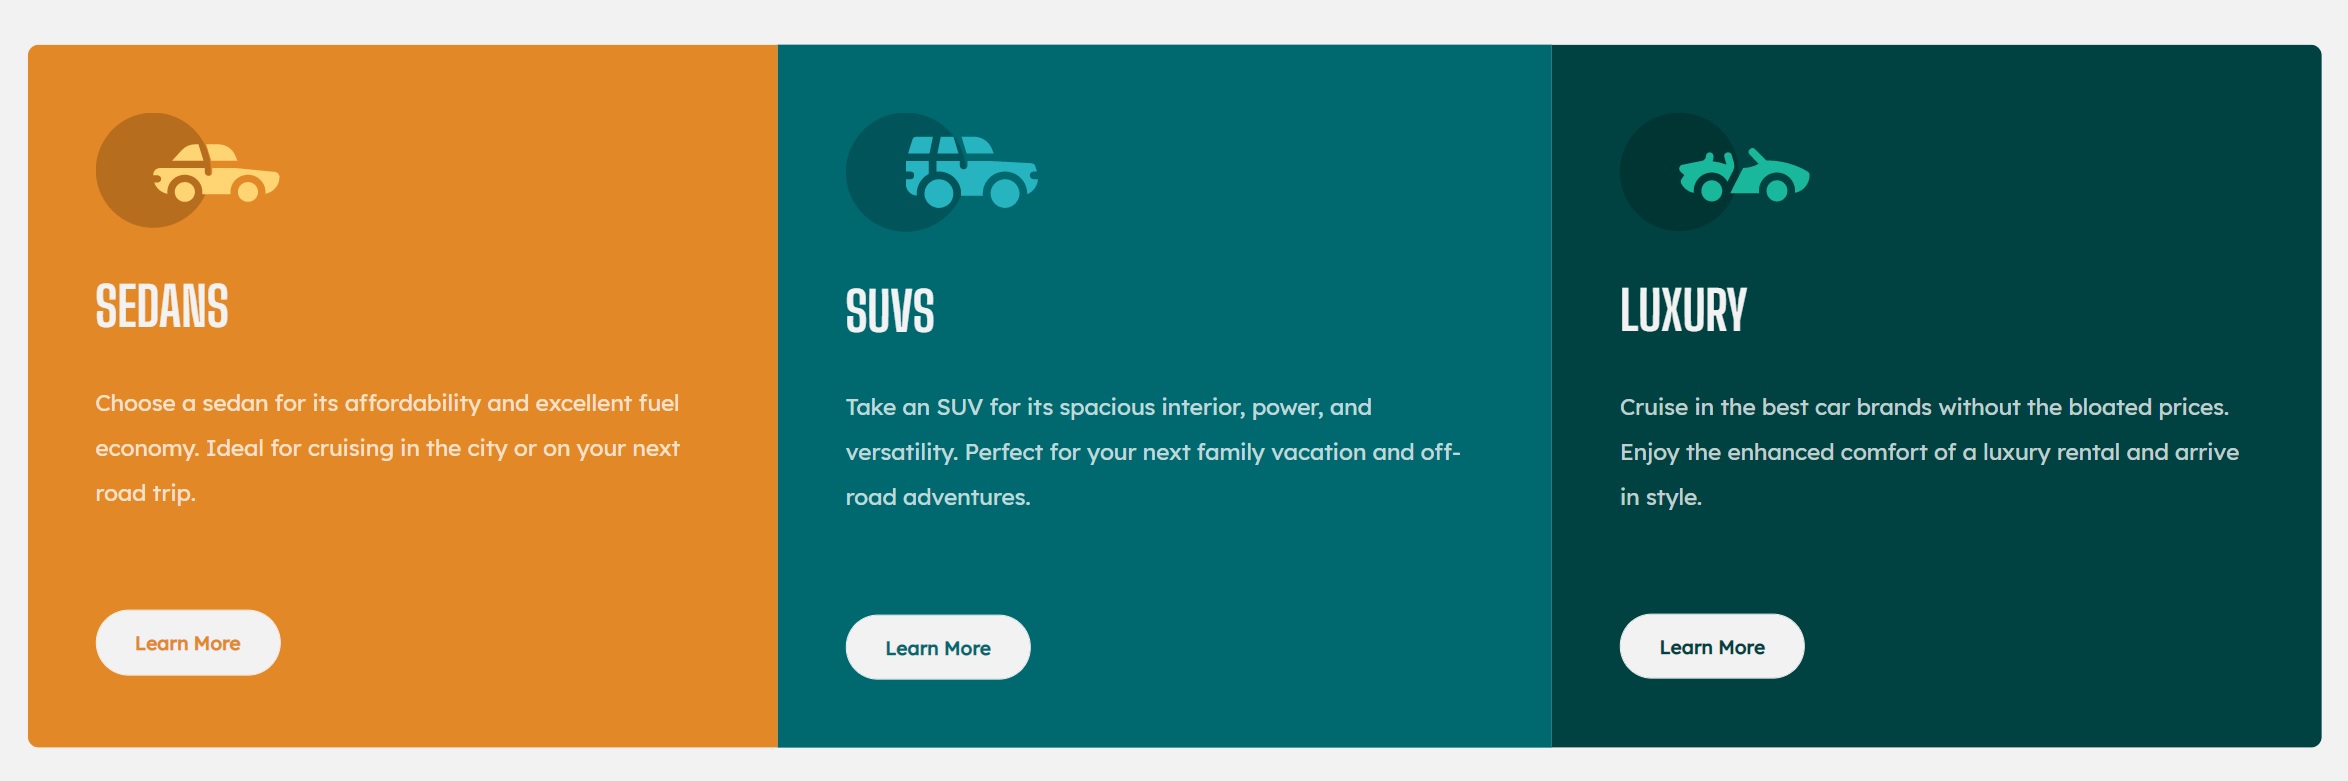 SEDANS
Choose a sedan for its affordability and excellent fuel
economy. Ideal for cruising in the city or on your next
road trip.
Learn More
SUVS
Take an SUV for its spacious interior, power, and
versatility. Perfect for your next family vacation and off-
road adventures.
Learn More
LUXURY
Cruise in the best car brands without the bloated prices.
Enjoy the enhanced comfort of a luxury rental and arrive
in style.
Learn More